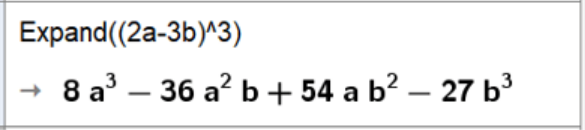 Expand((2a-3b)^3)
→ 8 a³ – 36 a² b + 54 a b² – 27 b³